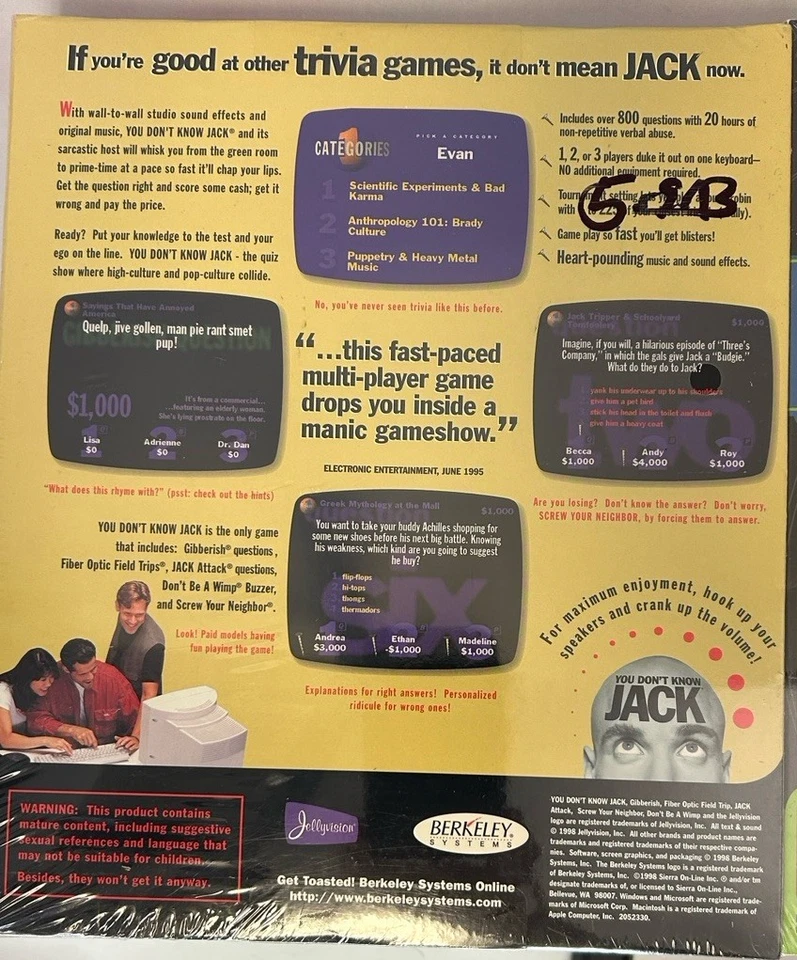 If you're good at other trivia games, it don't mean JACK now.
With wall-to-wall studio sound effects and
original music, YOU DON'T KNOW JACK® and its
sarcastic host will whisk you from the green room
to prime-time at a pace so fast it'll chap your lips.
Get the question right and score some cash; get it
wrong and pay the price.
Ready? Put your knowledge to the test and your
ego on the line. YOU DON'T KNOW JACK - the quiz
show where high-culture and pop-culture collide.
1
CATEGORIES
PICK A CATEGORY
Evan
1 Scientific Experiments & Bad
Karma
2 Anthropology 101: Brady
Culture
3 Puppetry & Heavy Metal
Music
No, you've never seen trivia like this before.
Includes over 800 questions with 20 hours of
non-repetitive verbal abuse.
1, 2, or 3 players duke it out on one keyboard—
NO additional equipment required.
setting
with
Game play so fast you'll get blisters!
Heart-pounding music and sound effects.
Sayings That Have Annoyed
America
GIBBERISH QUESTION
Quelp, jive gollen, man pie rant smet
pup!
$1,000
It's from a commercial...
...featuring an elderly woman.
She's lying prostrate on the floor.
1 2 3
Lisa Adrienne Dr. Dan
$0 $0 $0
"What does this rhyme with?" (psst: check out the hints)
"...this fast-paced
multi-player game
drops you inside a
manic gameshow."
ELECTRONIC ENTERTAINMENT, JUNE 1995
Jack Tripper & Schoolyard
Tomfoolery
$1,000
Imagine, if you will, a hilarious episode of "Three's
Company," in which the gals give Jack a "Budgie."
What do they do to Jack?
yank his underwear up to his shoulders
give him a pet bird
stick his head in the toilet and flush
give him a heavy coat
two
Becca Andy Roy
$1,000 $4,000 $1,000
Are you losing? Don't know the answer? Don't worry,
SCREW YOUR NEIGHBOR, by forcing them to answer.
YOU DON'T KNOW JACK is the only game
that includes: Gibberish® questions,
Fiber Optic Field Trips®, JACK Attack® questions,
Don't Be A Wimp® Buzzer,
and Screw Your Neighbor®.
Look! Paid models having
fun playing the game!
Greek Mythology at the Mall
$1,000
You want to take your buddy Achilles shopping for
some new shoes before his next big battle. Knowing
his weakness, which kind are you going to suggest
he buy?
flip-flops
hi-tops
thongs
thermadors
six
Andrea Ethan Madeline
$3,000 -$1,000 $1,000
Explanations for right answers! Personalized
ridicule for wrong ones!
For maximum enjoyment, hook up your
speakers and crank up the volume!
YOU DON'T KNOW
JACK
WARNING: This product contains
mature content, including suggestive
sexual references and language that
may not be suitable for children.
Besides, they won't get it anyway.
Jellyvision
BERKELEY
SYSTEMS
Get Toasted! Berkeley Systems Online
http://www.berkeleysystems.com
YOU DON'T KNOW JACK, Gibberish, Fiber Optic Field Trip, JACK
Attack, Screw Your Neighbor, Don't Be A Wimp and the Jellyvision
logo are registered trademarks of Jellyvision, Inc. All text & sound
© 1998 Jellyvision, Inc. All other brands and product names are
trademarks and registered trademarks of their respective compa-
nies. Software, screen graphics, and packaging © 1998 Berkeley
Systems, Inc. The Berkeley Systems logo is a registered trademark
of Berkeley Systems, Inc. ©1998 Sierra On-Line, Inc. ® and/or tm
designate trademarks of, or licensed to Sierra On-Line Inc.,
Bellevue, WA 98007. Windows and Microsoft are registered trade-
marks of Microsoft Corp. Macintosh is a registered trademark of
Apple Computer, Inc. 2052330.